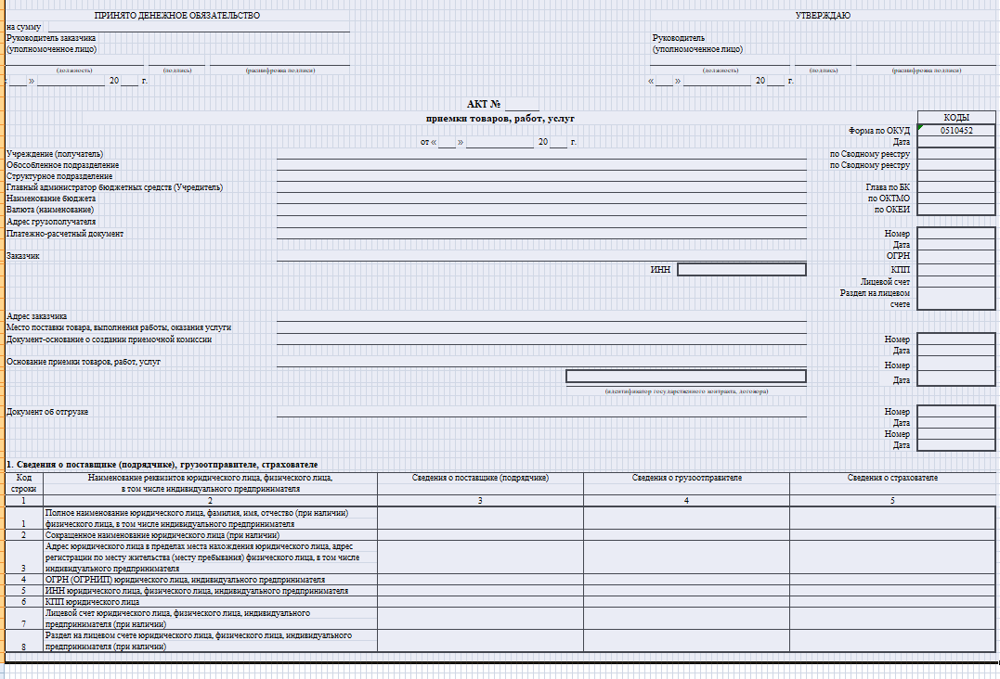 ПРИНЯТО ДЕНЕЖНОЕ ОБЯЗАТЕЛЬСТВО
УТВЕРЖДАЮ
на сумму
Руководитель заказчика
(уполномоченное лицо)
Руководитель
(уполномоченное лицо)
(должность) (подпись) (расшифровка подписи)
(должность) (подпись) (расшифровка подписи)
« ___ » ______ 20 ___ г.
« ___ » ______ 20 ___ г.
АКТ №
приемки товаров, работ, услуг
КОДЫ
Форма по ОКУД 0510452
от « ___ » ______ 20 ___ г.
Дата
Учреждение (получатель) по Сводному реестру
Обособленное подразделение по Сводному реестру
Структурное подразделение
Главный администратор бюджетных средств (Учредитель) Глава по БК
Наименование бюджета по ОКТМО
Валюта (наименование) по ОКЕИ
Адрес грузополучателя
Платежно-расчетный документ Номер
Дата
Заказчик ОГРН
ИНН КПП
Лицевой счет
Раздел на лицевом
счете
Адрес заказчика
Место поставки товара, выполнения работы, оказания услуги
Документ-основание о создании приемочной комиссии Номер
Дата
Основание приемки товаров, работ, услуг Номер
Дата
(идентификатор государственного контракта, договора)
Документ об отгрузке Номер
Дата
Номер
Дата
1. Сведения о поставщике (подрядчике), грузоотправителе, страхователе
Код
строки
Наименование реквизитов юридического лица, физического лица,
в том числе индивидуального предпринимателя
Сведения о поставщике (подрядчике)
Сведения о грузоотправителе
Сведения о страхователе
1 2 3 4 5
Полное наименование юридического лица, фамилия, имя, отчество (при наличии)
1 физического лица, в том числе индивидуального предпринимателя
2 Сокращенное наименование юридического лица (при наличии)
Адрес юридического лица в пределах места нахождения юридического лица, адрес
регистрации по месту жительства (месту пребывания) физического лица, в том числе
3 индивидуального предпринимателя
4 ОГРН (ОГРНИП) юридического лица, индивидуального предпринимателя
5 ИНН юридического лица, физического лица, индивидуального предпринимателя
6 КПП юридического лица
Лицевой счет юридического лица, физического лица, индивидуального
7 предпринимателя (при наличии)
Раздел на лицевом счете юридического лица, физического лица, индивидуального
8 предпринимателя (при наличии)